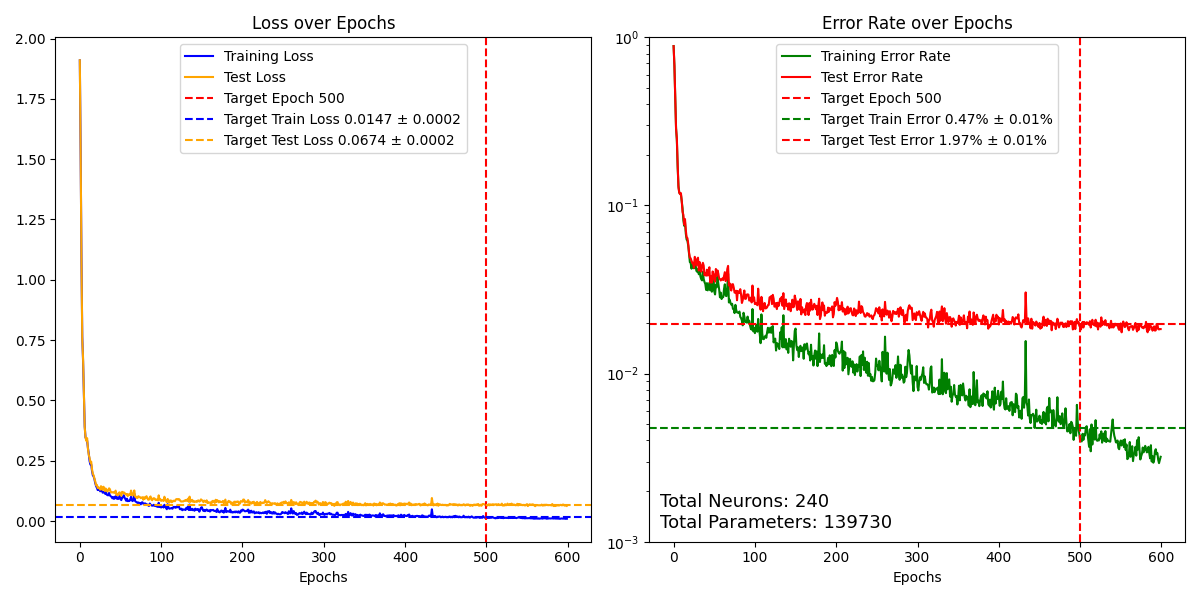 Loss over Epochs
Training Loss
Test Loss
Target Epoch 500
Target Train Loss 0.0147 ± 0.0002
Target Test Loss 0.0674 ± 0.0002
2.00
1.75
1.50
1.25
1.00
0.75
0.50
0.25
0.00
0 100 200 300 400 500 600
Epochs
Error Rate over Epochs
Training Error Rate
Test Error Rate
Target Epoch 500
Target Train Error 0.47% ± 0.01%
Target Test Error 1.97% ± 0.01%
10⁰
10⁻¹
10⁻²
10⁻³
Total Neurons: 240
Total Parameters: 139730
0 100 200 300 400 500 600
Epochs